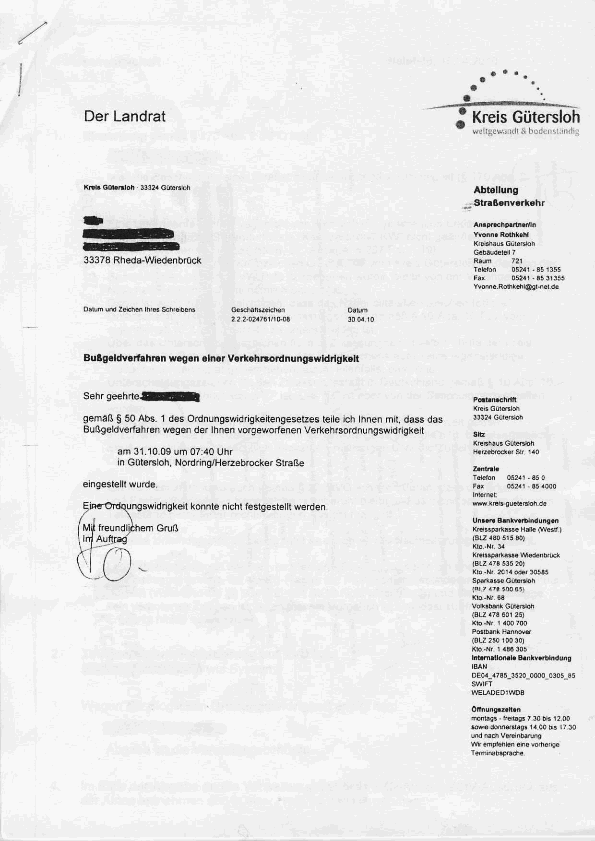 Der Landrat
Kreis Gütersloh
weltgewandt & bodenständig
Kreis Gütersloh · 33324 Gütersloh
33378 Rheda-Wiedenbrück
Abteilung
Straßenverkehr
Ansprechpartner/in
Yvonne Rothkehl
Kreishaus Gütersloh
Gebäudeteil 7
Raum 721
Telefon 05241 - 85 1355
Fax 05241 - 85 31355
Yvonne.Rothkehl@gt-net.de
Datum und Zeichen Ihres Schreibens
Geschäftszeichen
2.2.2-024761/10-08
Datum
30.04.10
Bußgeldverfahren wegen einer Verkehrsordnungswidrigkeit
Sehr geehrte
gemäß § 50 Abs. 1 des Ordnungswidrigkeitengesetzes teile ich Ihnen mit, dass das
Bußgeldverfahren wegen der Ihnen vorgeworfenen Verkehrsordnungswidrigkeit
am 31.10.09 um 07:40 Uhr
in Gütersloh, Nordring/Herzebrocker Straße
eingestellt wurde.
Eine Ordnungswidrigkeit konnte nicht festgestellt werden
Mit freundlichem Gruß
Im Auftrag
Postanschrift
Kreis Gütersloh
33324 Gütersloh
Sitz
Kreishaus Gütersloh
Herzebrocker Str. 140
Zentrale
Telefon 05241 - 85 0
Fax 05241 - 85 4000
Internet:
www.kreis-guetersloh.de
Unsere Bankverbindungen
Kreissparkasse Halle (Westf.)
(BLZ 480 515 80)
Kto.-Nr. 34
Kreissparkasse Wiedenbrück
(BLZ 478 535 20)
Kto.-Nr. 2014 oder 30585
Sparkasse Gütersloh
(BLZ 478 500 65)
Kto.-Nr. 68
Volksbank Gütersloh
(BLZ 478 601 25)
Kto.-Nr. 1 400 700
Postbank Hannover
(BLZ 250 100 30)
Kto.-Nr. 1 486 305
Internationale Bankverbindung
IBAN
DE04_4785_3520_0000_0305_85
SWIFT
WELADED1WDB
Öffnungszeiten
montags - freitags 7.30 bis 12.00
sowie donnerstags 14.00 bis 17.30
und nach Vereinbarung
Wir empfehlen eine vorherige
Terminabsprache.